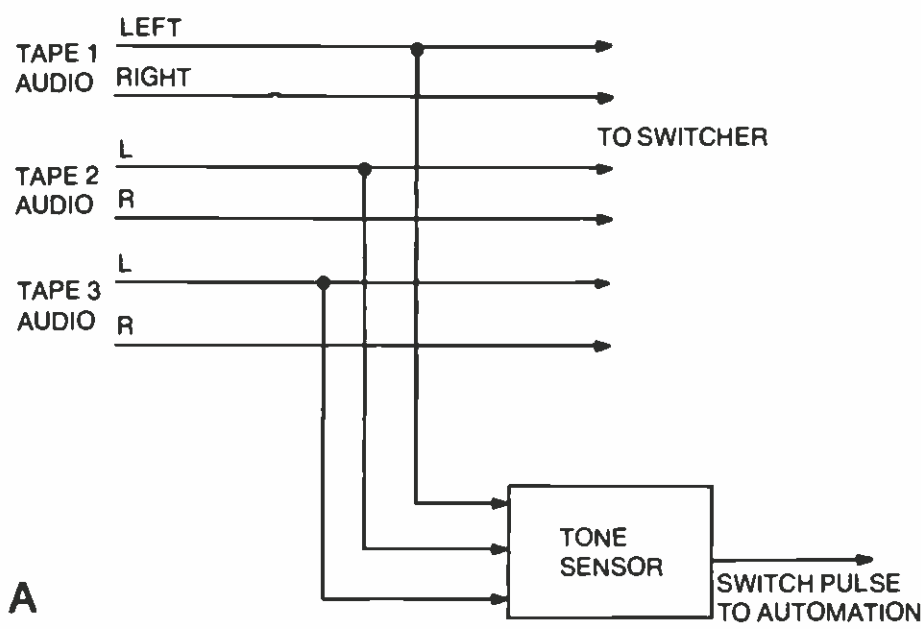 LEFT
TAPE 1
AUDIO
RIGHT
TO SWITCHER
L
TAPE 2
AUDIO
R
L
TAPE 3
AUDIO
R
TONE
SENSOR
SWITCH PULSE
TO AUTOMATION
A